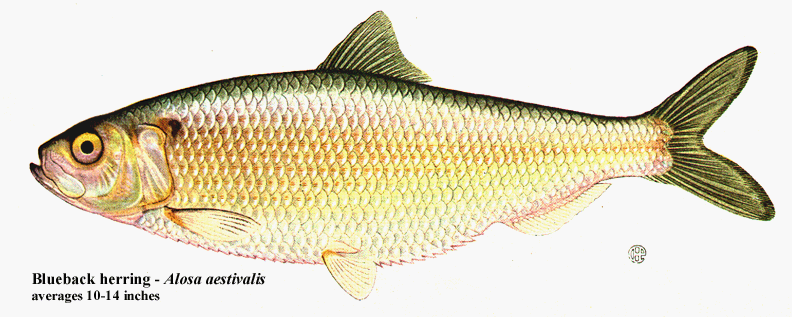 Blueback herring - Alosa aestivalis
averages 10-14 inches